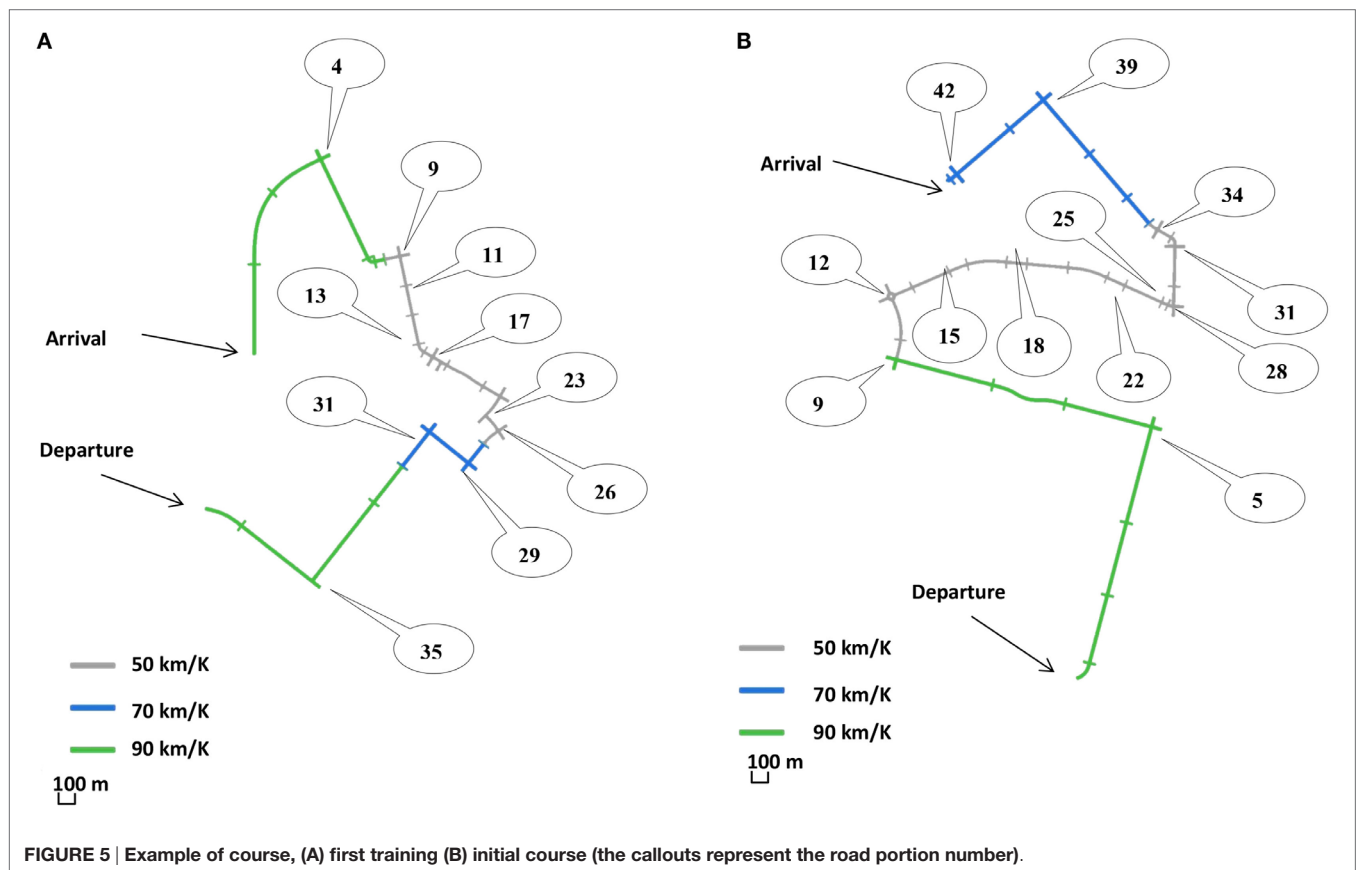 A
4
9
11
13
17
Arrival
23
31
Departure
26
29
35
50 km/K
70 km/K
90 km/K
100 m
B
39
42
Arrival
34
25
12
31
15
18
22
28
9
5
Departure
50 km/K
70 km/K
90 km/K
100 m
FIGURE 5 | Example of course, (A) first training (B) initial course (the callouts represent the road portion number).